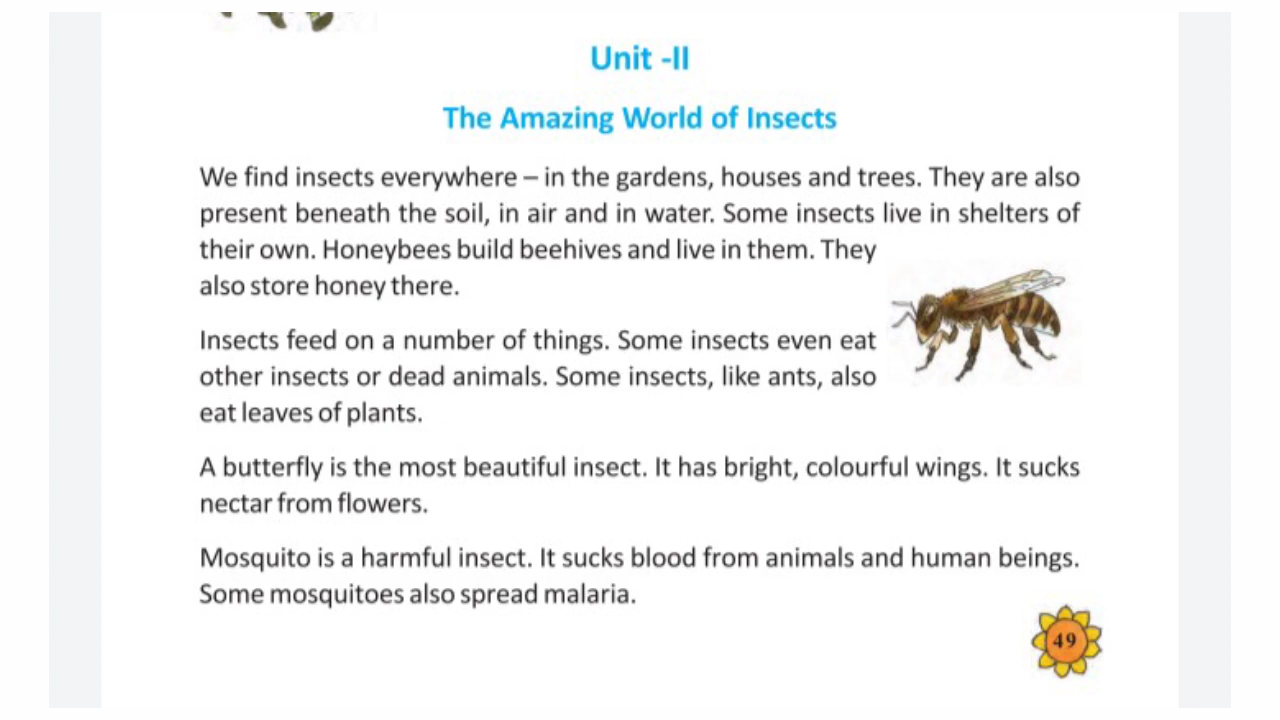 Unit -II
The Amazing World of Insects
We find insects everywhere – in the gardens, houses and trees. They are also
present beneath the soil, in air and in water. Some insects live in shelters of
their own. Honeybees build beehives and live in them. They
also store honey there.
Insects feed on a number of things. Some insects even eat
other insects or dead animals. Some insects, like ants, also
eat leaves of plants.
A butterfly is the most beautiful insect. It has bright, colourful wings. It sucks
nectar from flowers.
Mosquito is a harmful insect. It sucks blood from animals and human beings.
Some mosquitoes also spread malaria.
49